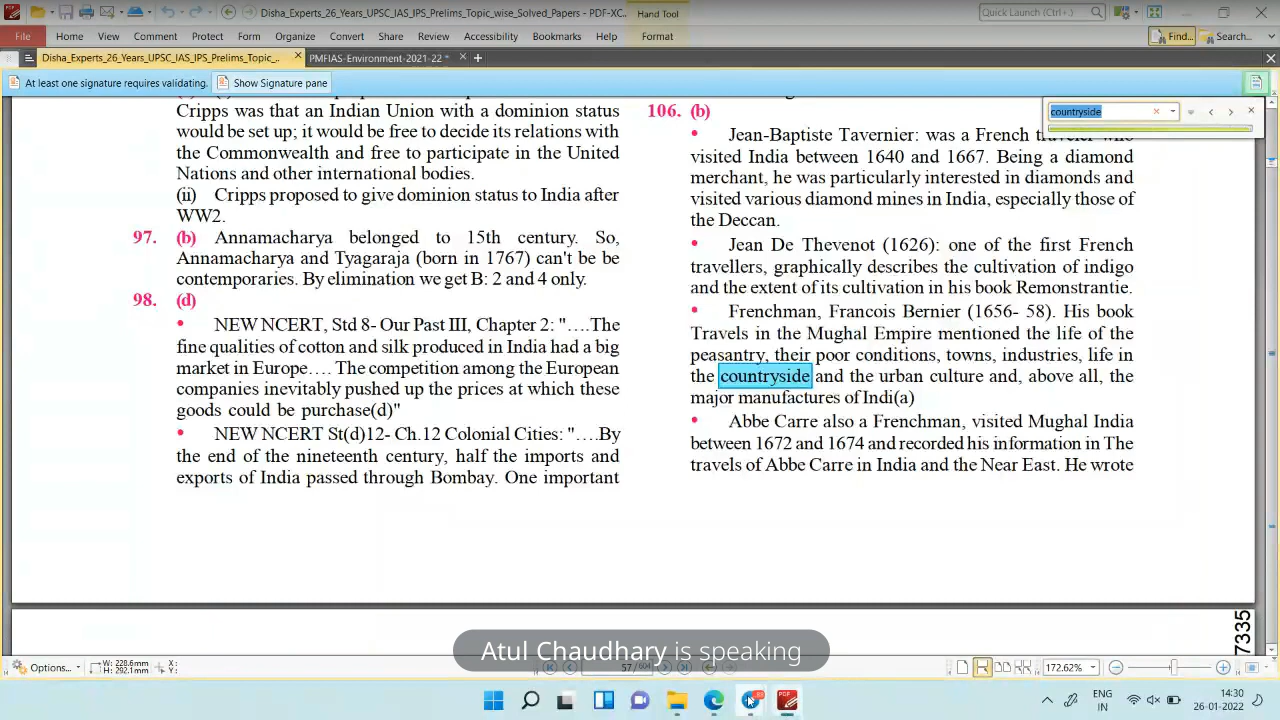 Disha_Experts_26_Years_UPSC_IAS_IPS_Prelims_Topic_wise_Solved_Papers - PDF-XC...
Hand Tool
Quick Launch (Ctrl+.)
File Home View Comment Protect Form Organize Convert Share Review Accessibility Bookmarks Help Format Find... Search...
Disha_Experts_26_Years_UPSC_IAS_IPS_Prelims_Topic_... PMFIAS-Environment-2021-22 *
At least one signature requires validating. Show Signature pane
countryside
Cripps was that an Indian Union with a dominion status
would be set up; it would be free to decide its relations with
the Commonwealth and free to participate in the United
Nations and other international bodies.
(ii) Cripps proposed to give dominion status to India after
WW2.
97. (b) Annamacharya belonged to 15th century. So,
Annamacharya and Tyagaraja (born in 1767) can't be be
contemporaries. By elimination we get B: 2 and 4 only.
98. (d)
• NEW NCERT, Std 8- Our Past III, Chapter 2: "….The
fine qualities of cotton and silk produced in India had a big
market in Europe…. The competition among the European
companies inevitably pushed up the prices at which these
goods could be purchase(d)"
• NEW NCERT St(d)12- Ch.12 Colonial Cities: "….By
the end of the nineteenth century, half the imports and
exports of India passed through Bombay. One important
106. (b)
• Jean-Baptiste Tavernier: was a French traveler who
visited India between 1640 and 1667. Being a diamond
merchant, he was particularly interested in diamonds and
visited various diamond mines in India, especially those of
the Deccan.
• Jean De Thevenot (1626): one of the first French
travellers, graphically describes the cultivation of indigo
and the extent of its cultivation in his book Remonstrantie.
• Frenchman, Francois Bernier (1656- 58). His book
Travels in the Mughal Empire mentioned the life of the
peasantry, their poor conditions, towns, industries, life in
the countryside and the urban culture and, above all, the
major manufactures of Indi(a)
• Abbe Carre also a Frenchman, visited Mughal India
between 1672 and 1674 and recorded his information in The
travels of Abbe Carre in India and the Near East. He wrote
7335
Atul Chaudhary is speaking
Options... W: 228.6mm X:
H: 292.1mm Y:
57 / 604
172.62%
ENG
IN
14:30
26-01-2022